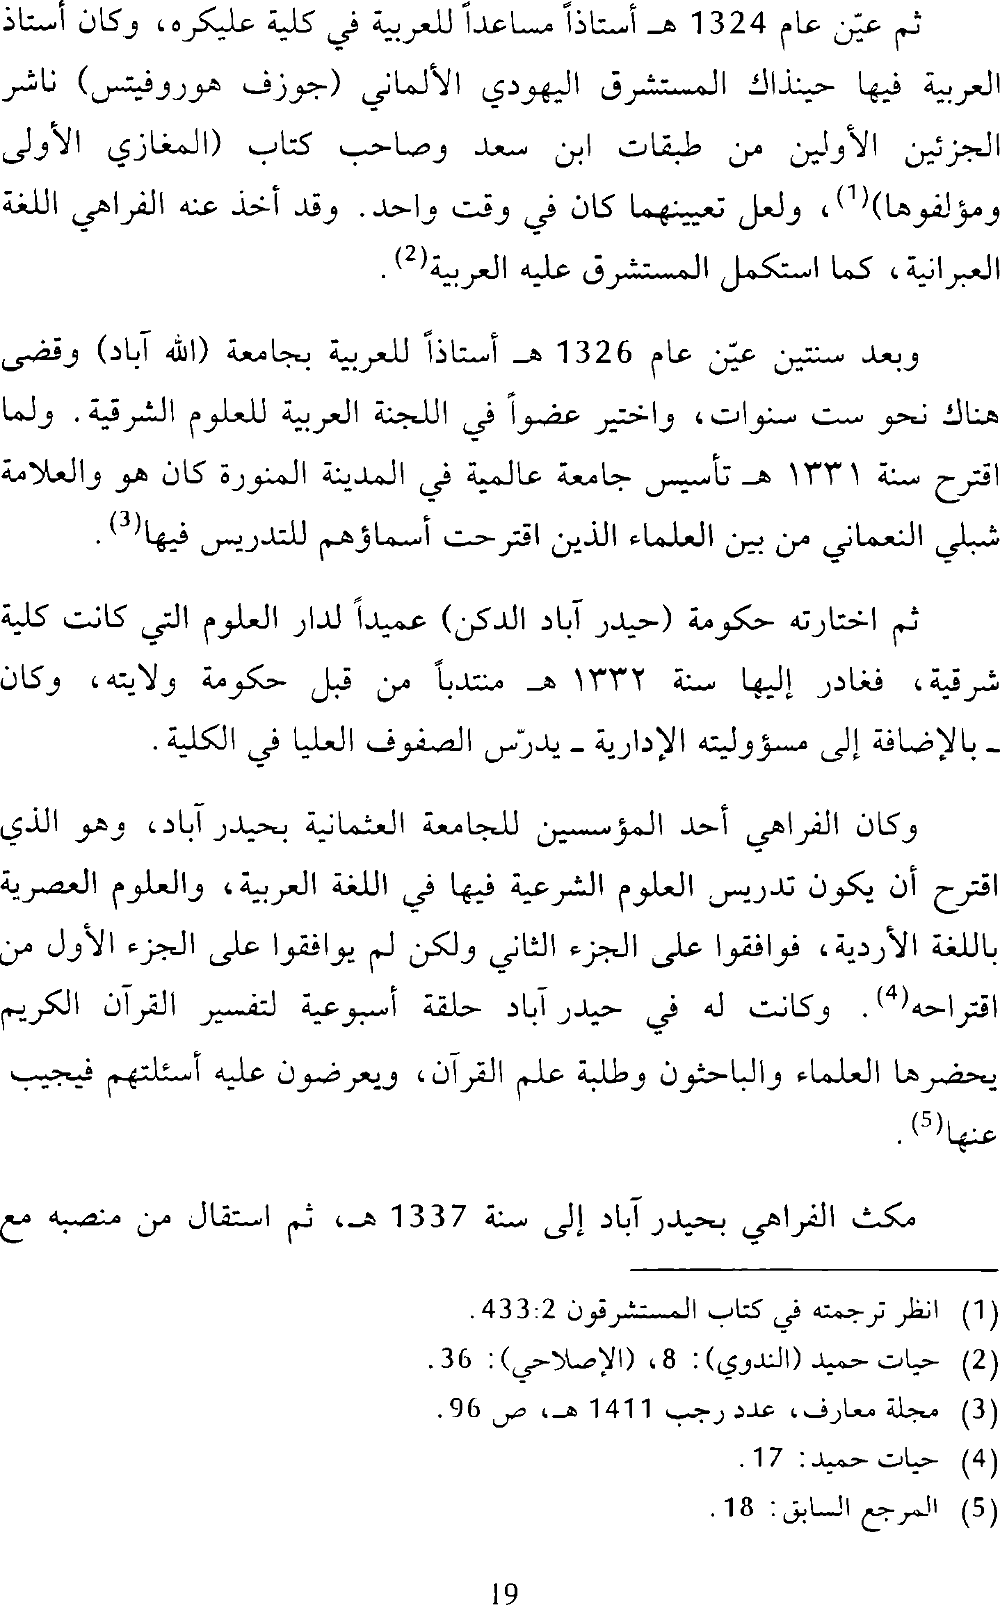 ثم عيّن عام 1324 هـ أستاذاً مساعداً للعربية في كلية عليكره، وكان أستاذ
العربية فيها حينذاك المستشرق اليهودي الألماني (جوزف هوروفيتس) ناشر
الجزئين الأولين من طبقات ابن سعد وصاحب كتاب (المغازي الأولى
ومؤلفوها)(1)، ولعل تعيينهما كان في وقت واحد. وقد أخذ عنه الفراهي اللغة
العبرانية، كما استكمل المستشرق عليه العربية(2).
وبعد سنتين عيّن عام 1326 هـ أستاذاً للعربية بجامعة (الله آباد) وقضى
هناك نحو ست سنوات، واختير عضواً في اللجنة العربية للعلوم الشرقية. ولما
اقترح سنة ١٣٣١ هـ تأسيس جامعة عالمية في المدينة المنورة كان هو والعلامة
شبلي النعماني من بين العلماء الذين اقترحت أسماؤهم للتدريس فيها(3).
ثم اختارته حكومة (حيدر آباد الدكن) عميداً لدار العلوم التي كانت كلية
شرقية، فغادر إليها سنة ١٣٣٢ هـ منتدباً من قبل حكومة ولايته، وكان
ـ بالإضافة إلى مسؤوليته الإدارية ـ يدرّس الصفوف العليا في الكلية.
وكان الفراهي أحد المؤسسين للجامعة العثمانية بحيدر آباد، وهو الذي
اقترح أن يكون تدريس العلوم الشرعية فيها في اللغة العربية، والعلوم العصرية
باللغة الأردية، فوافقوا على الجزء الثاني ولكن لم يوافقوا على الجزء الأول من
اقتراحه(4). وكانت له في حيدر آباد حلقة أسبوعية لتفسير القرآن الكريم
يحضرها العلماء والباحثون وطلبة علم القرآن، ويعرضون عليه أسئلتهم فيجيب
عنها(5).
مكث الفراهي بحيدر آباد إلى سنة 1337 هـ، ثم استقال من منصبه مع
(1) انظر ترجمته في كتاب المستشرقون 433:2.
(2) حيات حميد (الندوي): 8، (الإصلاحي): 36.
(3) مجلة معارف، عدد رجب 1411 هـ، ص 96.
(4) حيات حميد: 17.
(5) المرجع السابق: 18.
19